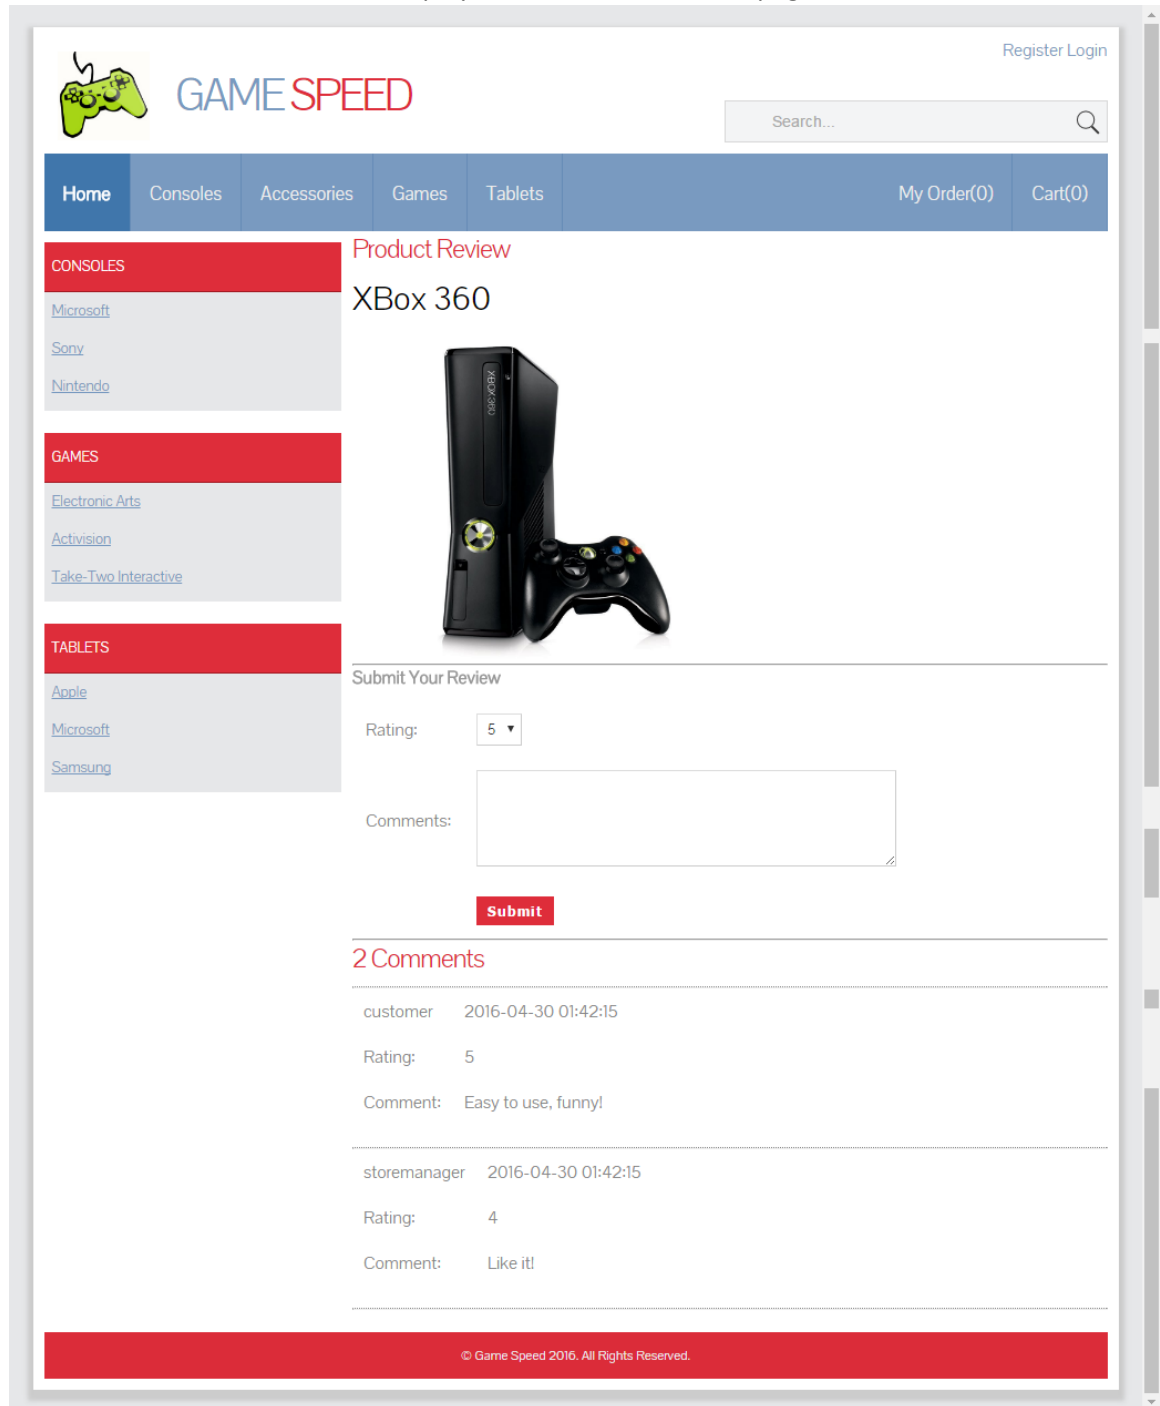 Register Login
GAME SPEED
Search...
Home Consoles Accessories Games Tablets My Order(0) Cart(0)
CONSOLES
Microsoft
Sony
Nintendo
GAMES
Electronic Arts
Activision
Take-Two Interactive
TABLETS
Apple
Microsoft
Samsung
Product Review
XBox 360
XBOX 360
Submit Your Review
Rating: 5
Comments:
Submit
2 Comments
customer 2016-04-30 01:42:15
Rating: 5
Comment: Easy to use, funny!
storemanager 2016-04-30 01:42:15
Rating: 4
Comment: Like it!
© Game Speed 2016. All Rights Reserved.